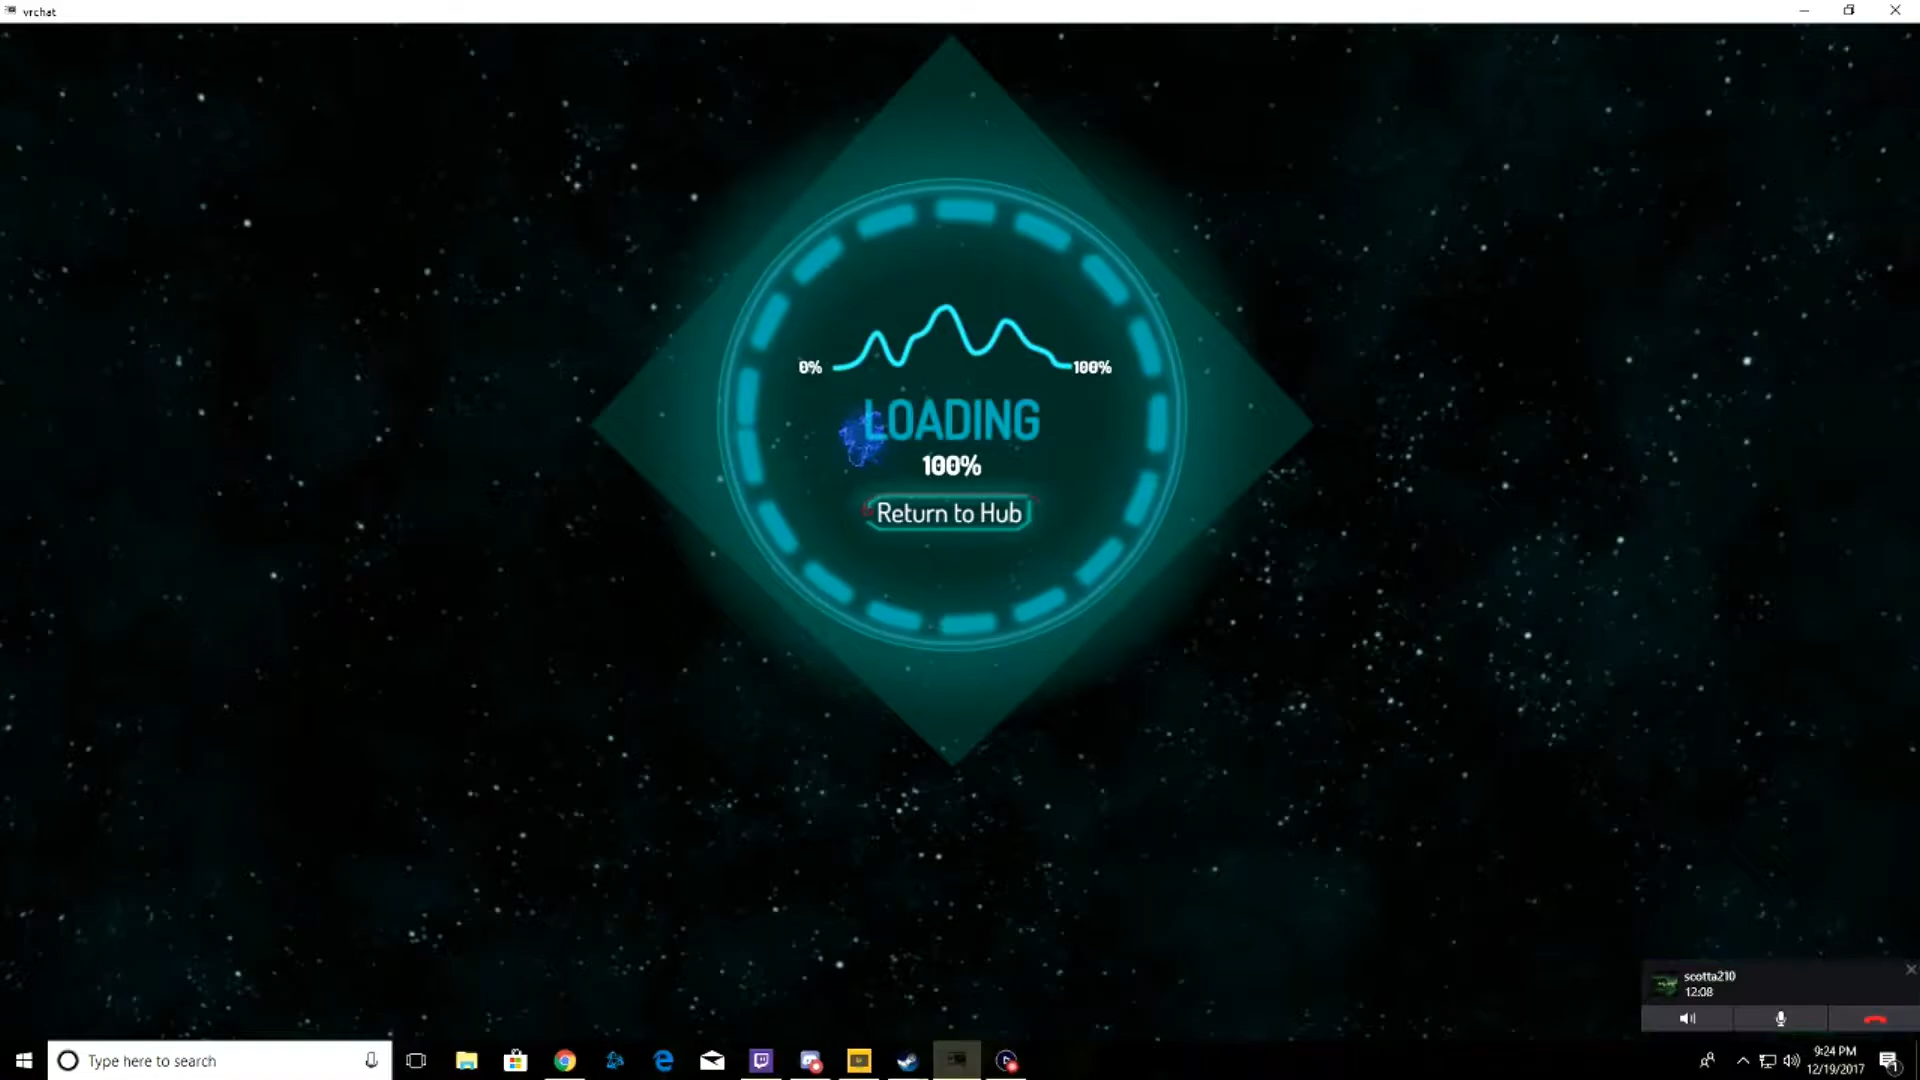 vrchat
0%
100%
LOADING
100%
Return to Hub
scotta210
12:08
Type here to search
9:24 PM
12/19/2017
1